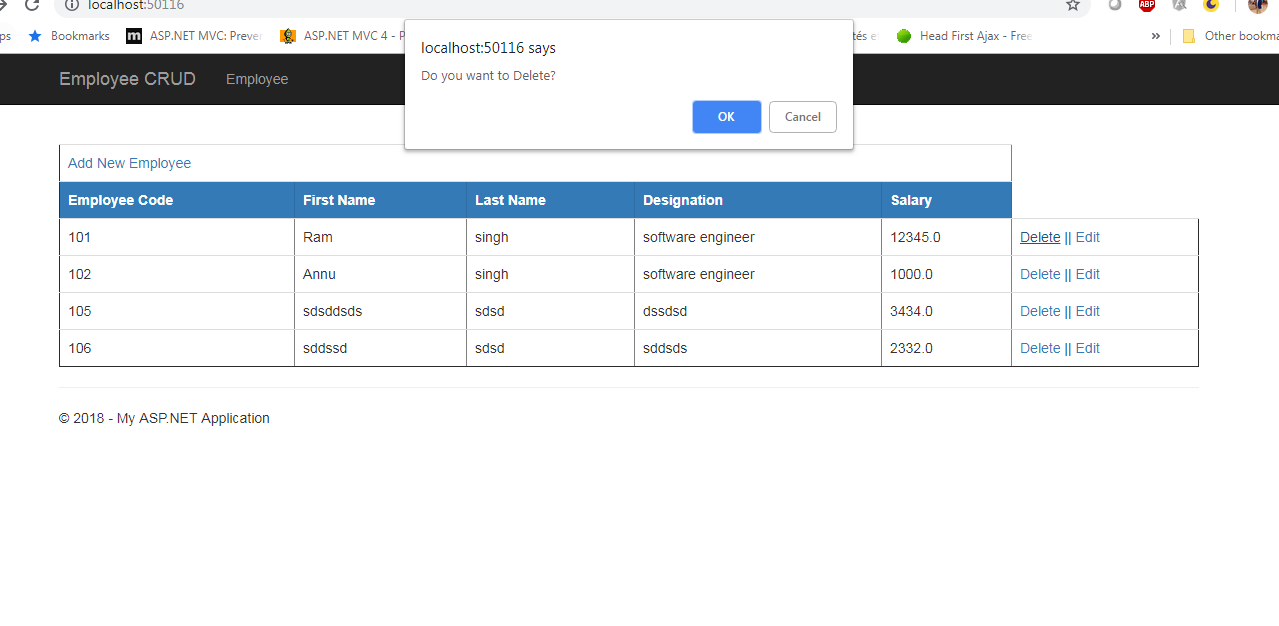 localhost:50116
ps Bookmarks m ASP.NET MVC: Prever ASP.NET MVC 4 - P tés e Head First Ajax - Free » Other bookma
ABP
localhost:50116 says
Do you want to Delete?
OK Cancel
Employee CRUD Employee
Add New Employee
Employee Code First Name Last Name Designation Salary
101 Ram singh software engineer 12345.0 Delete || Edit
102 Annu singh software engineer 1000.0 Delete || Edit
105 sdsddsds sdsd dssdsd 3434.0 Delete || Edit
106 sddssd sdsd sddsds 2332.0 Delete || Edit
© 2018 - My ASP.NET Application